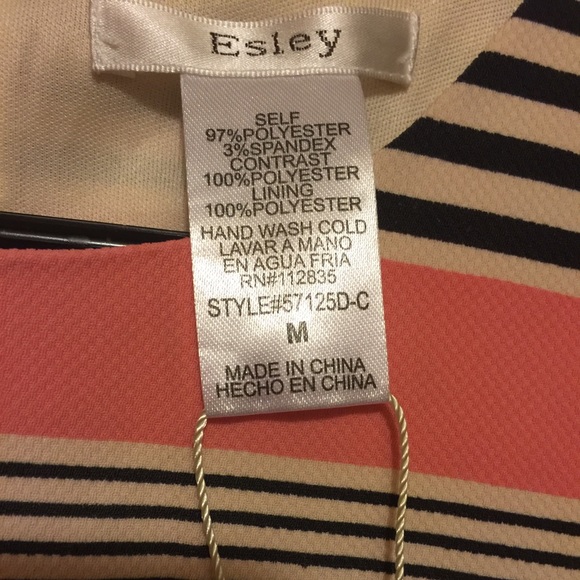 Esley
SELF
97%POLYESTER
3%SPANDEX
CONTRAST
100%POLYESTER
LINING
100%POLYESTER
HAND WASH COLD
LAVAR A MANO
EN AGUA FRIA
RN#112835
STYLE#57125D-C
M
MADE IN CHINA
HECHO EN CHINA